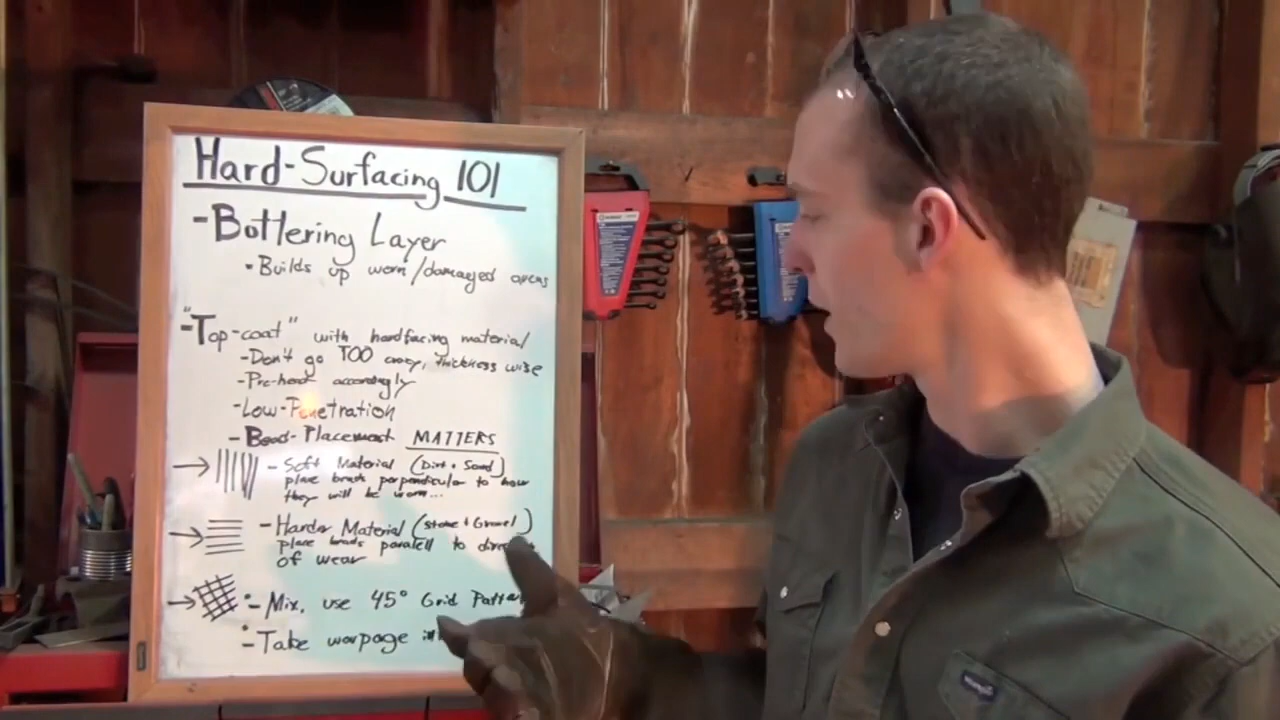 Hard-Surfacing 101
-Buttering Layer
• Builds up worn/damaged areas
-"Top-coat" with hardfacing material
-Don't go TOO crazy, thickness wise
-Pre-heat accordingly
-Low-Penetration
-Bead-Placement MATTERS
- Soft Material (Dirt + Sand)
place beads perpendicular to how
they will be worn...
- Harder Material (Stone + Gravel)
place beads paralell to
of wear
- Mix, use 45° Grid
- Take warpage